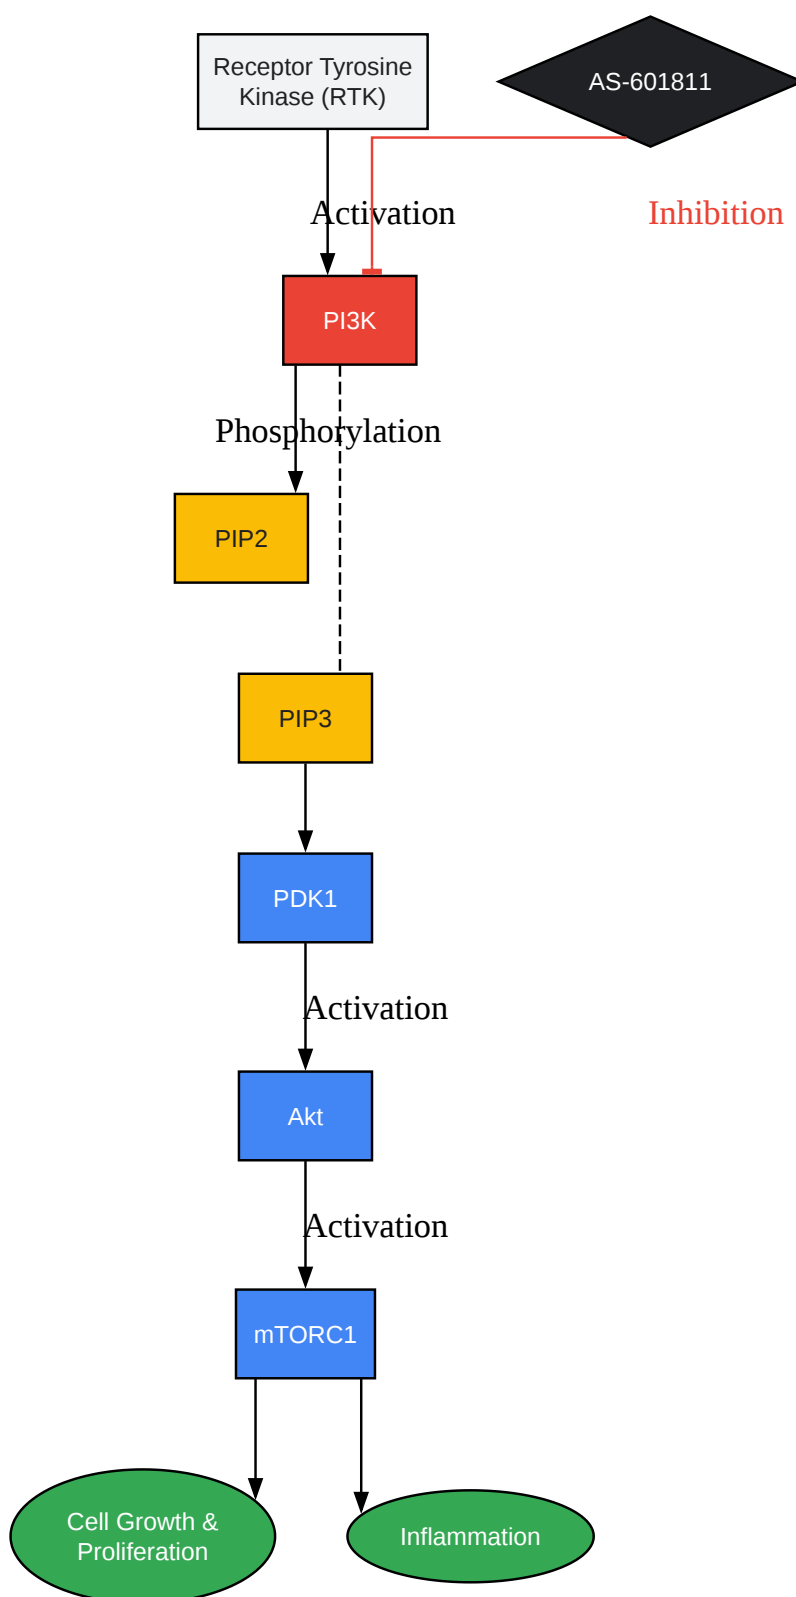 Receptor Tyrosine
Kinase (RTK)
AS-601811
Activation
Inhibition
PI3K
Phosphorylation
PIP2
PIP3
PDK1
Activation
Akt
Activation
mTORC1
Cell Growth &
Proliferation
Inflammation